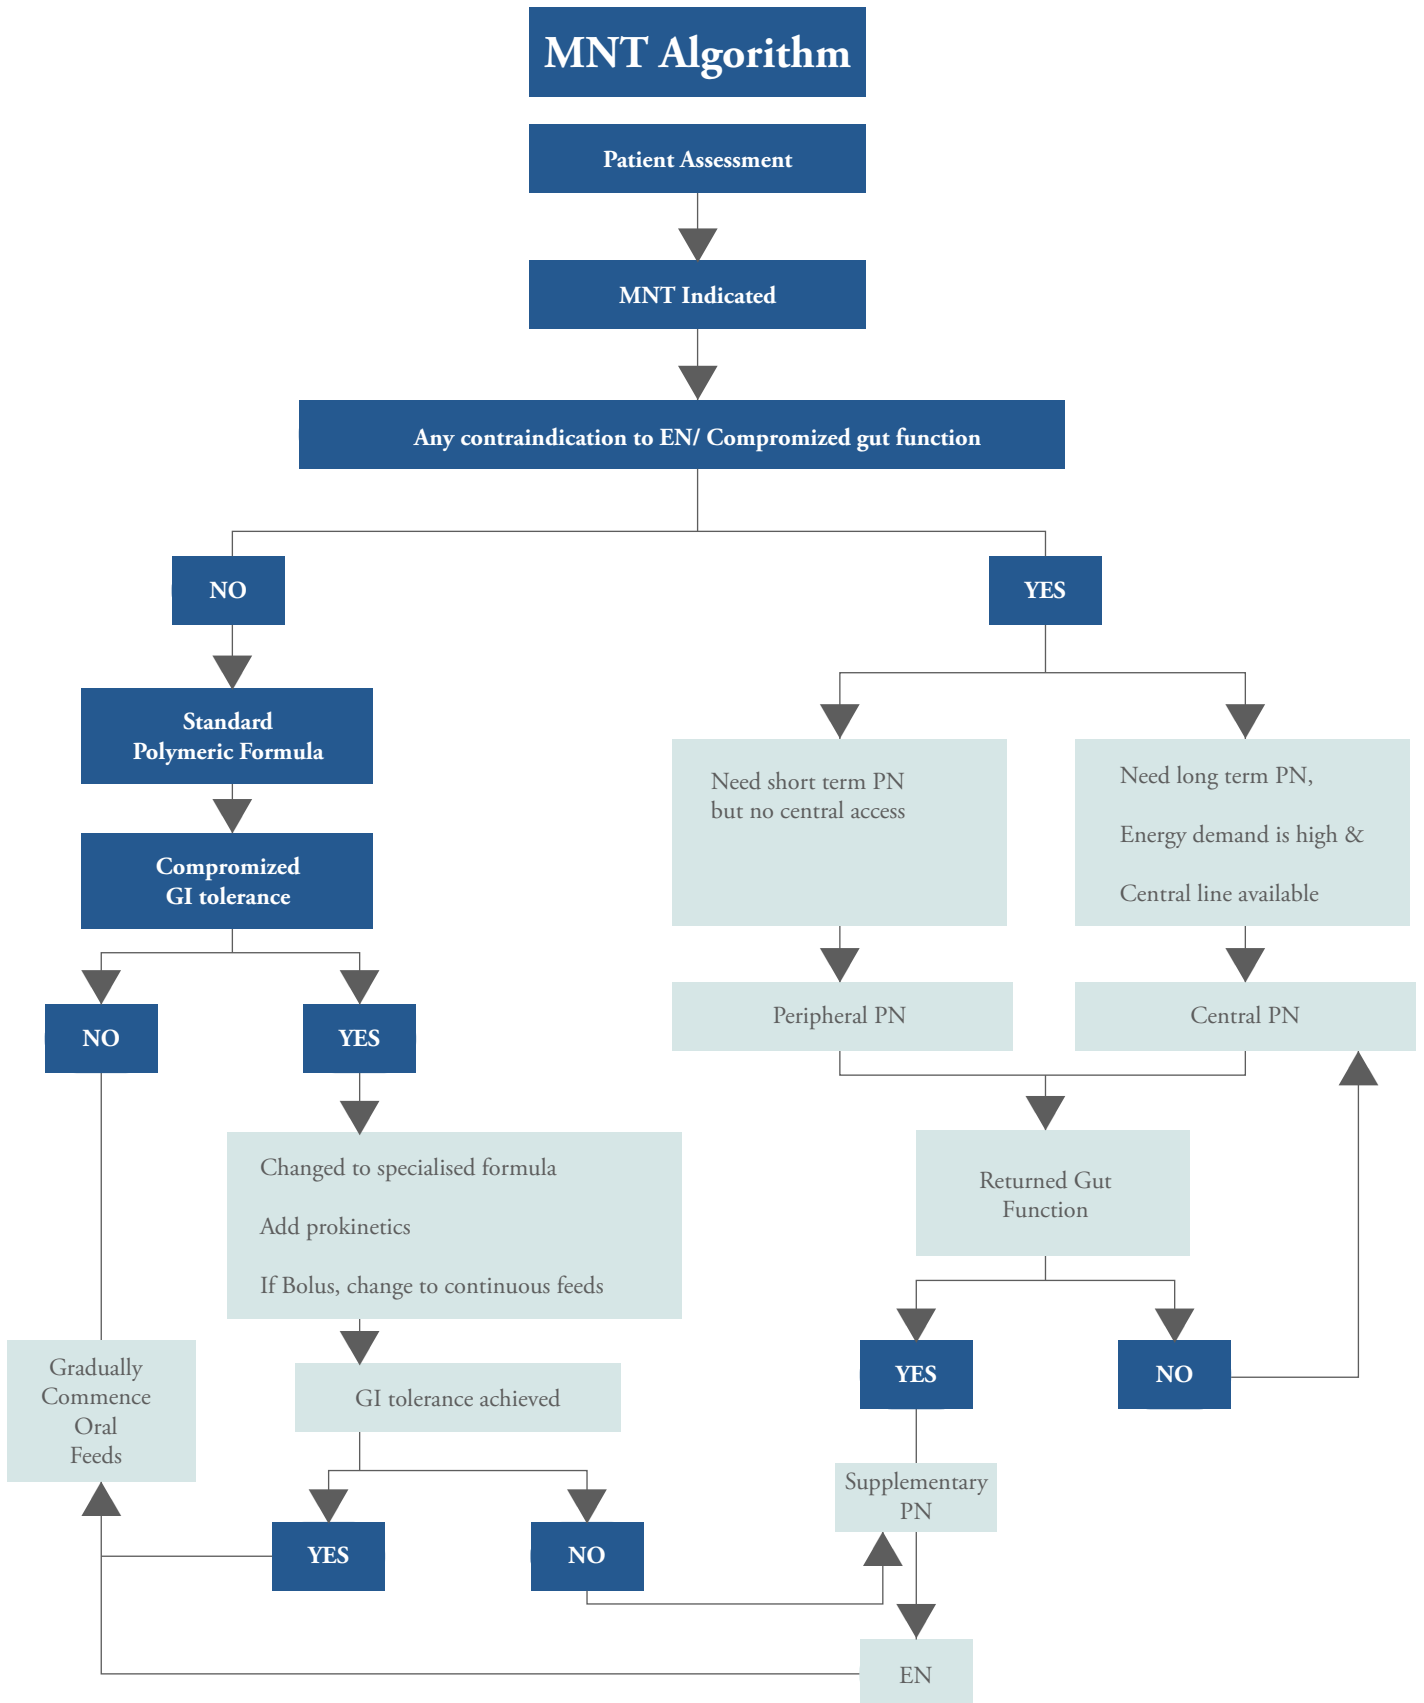 MNT Algorithm
Patient Assessment
MNT Indicated
Any contraindication to EN/ Compromized gut function
NO
YES
Standard
Polymeric Formula
Compromized
GI tolerance
NO
YES
Changed to specialised formula
Add prokinetics
If Bolus, change to continuous feeds
GI tolerance achieved
YES
NO
Gradually
Commence
Oral
Feeds
Need short term PN
but no central access
Need long term PN,
Energy demand is high &
Central line available
Peripheral PN
Central PN
Returned Gut
Function
YES
NO
Supplementary
PN
EN